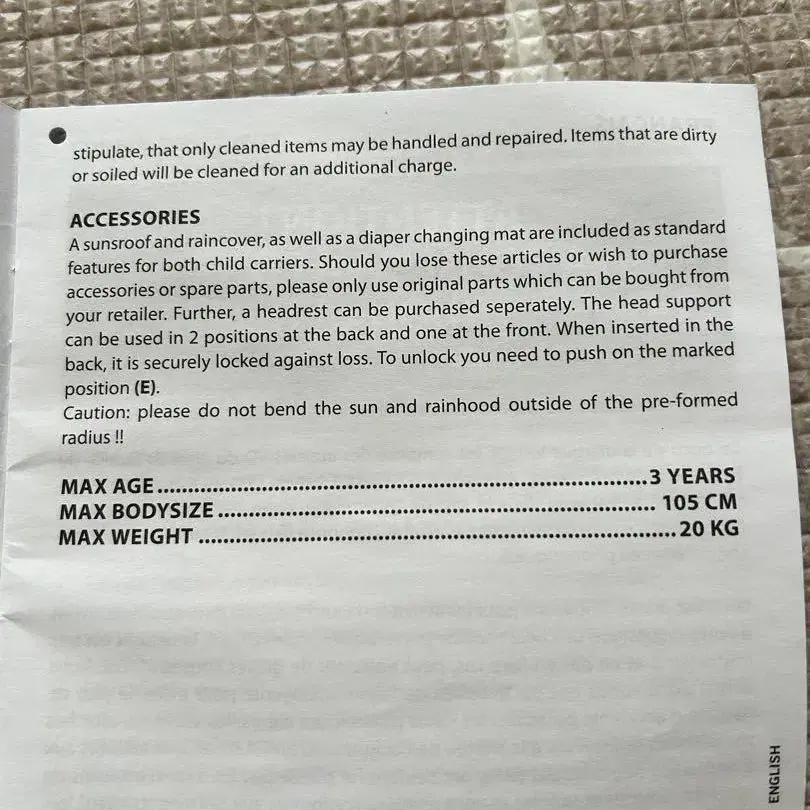 stipulate, that only cleaned items may be handled and repaired. Items that are dirty
or soiled will be cleaned for an additional charge.
ACCESSORIES
A sunsroof and raincover, as well as a diaper changing mat are included as standard
features for both child carriers. Should you lose these articles or wish to purchase
accessories or spare parts, please only use original parts which can be bought from
your retailer. Further, a headrest can be purchased seperately. The head support
can be used in 2 positions at the back and one at the front. When inserted in the
back, it is securely locked against loss. To unlock you need to push on the marked
position (E).
Caution: please do not bend the sun and rainhood outside of the pre-formed
radius !!
MAX AGE ................................................................................ 3 YEARS
MAX BODYSIZE ....................................................................... 105 CM
MAX WEIGHT ............................................................................. 20 KG
ENGLISH